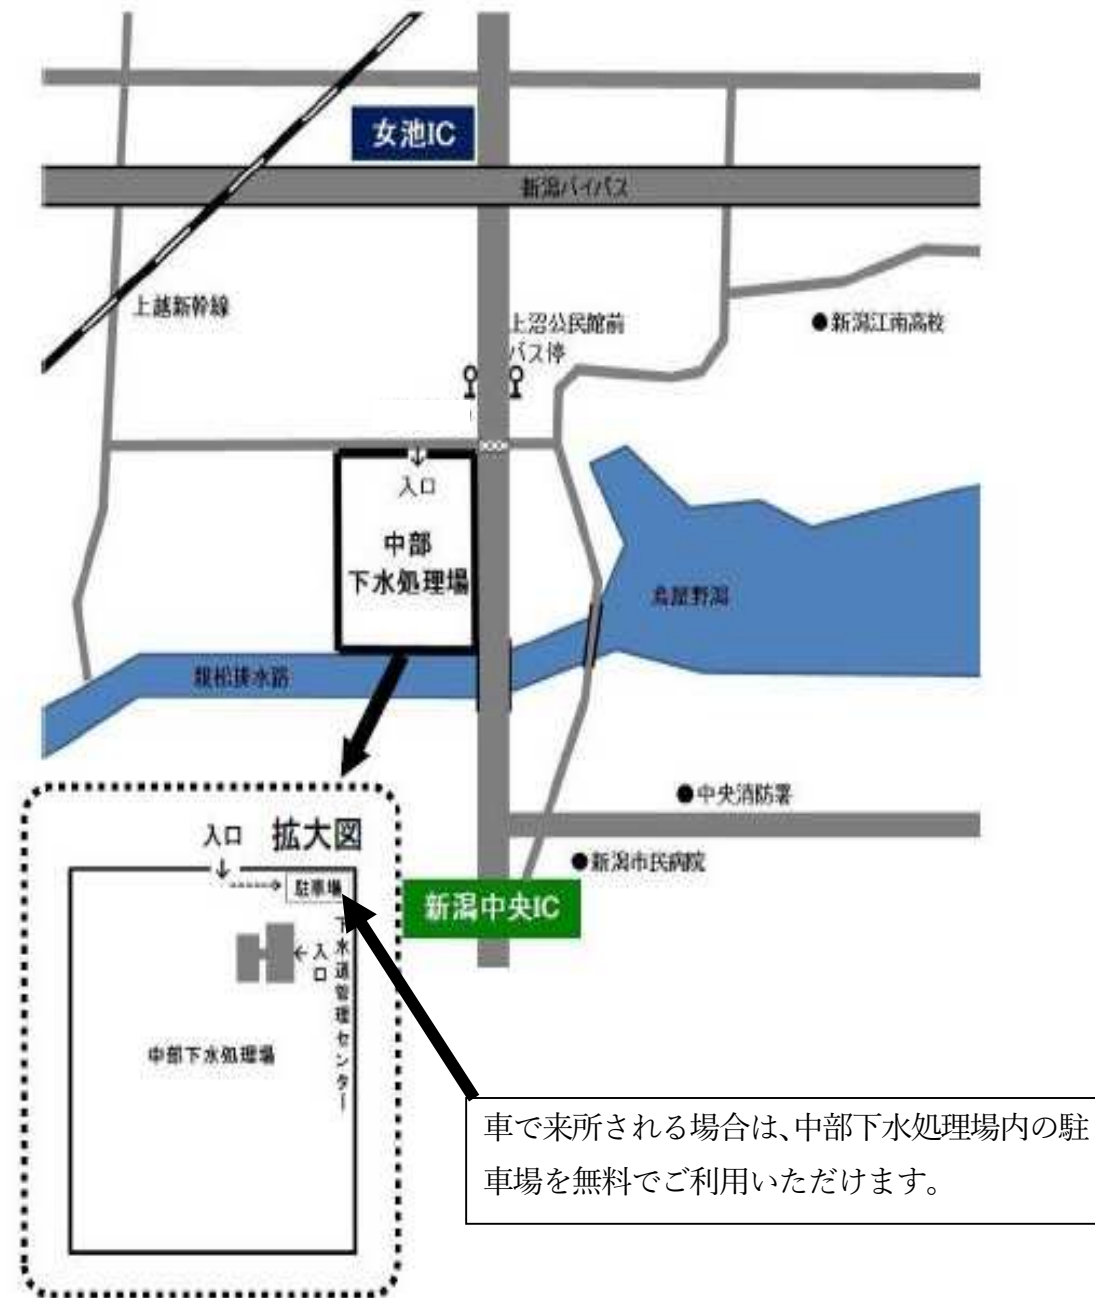 女池IC
新潟バイパス
上越新幹線
上沼公民館前
バス停
●新潟江南高校
入口
中部
下水処理場
鳥屋野潟
親松排水路
●中央消防署
●新潟市民病院
新潟中央IC
入口 拡大図
駐車場
入口
下水道管理センター
中部下水処理場
車で来所される場合は、中部下水処理場内の駐
車場を無料でご利用いただけます。